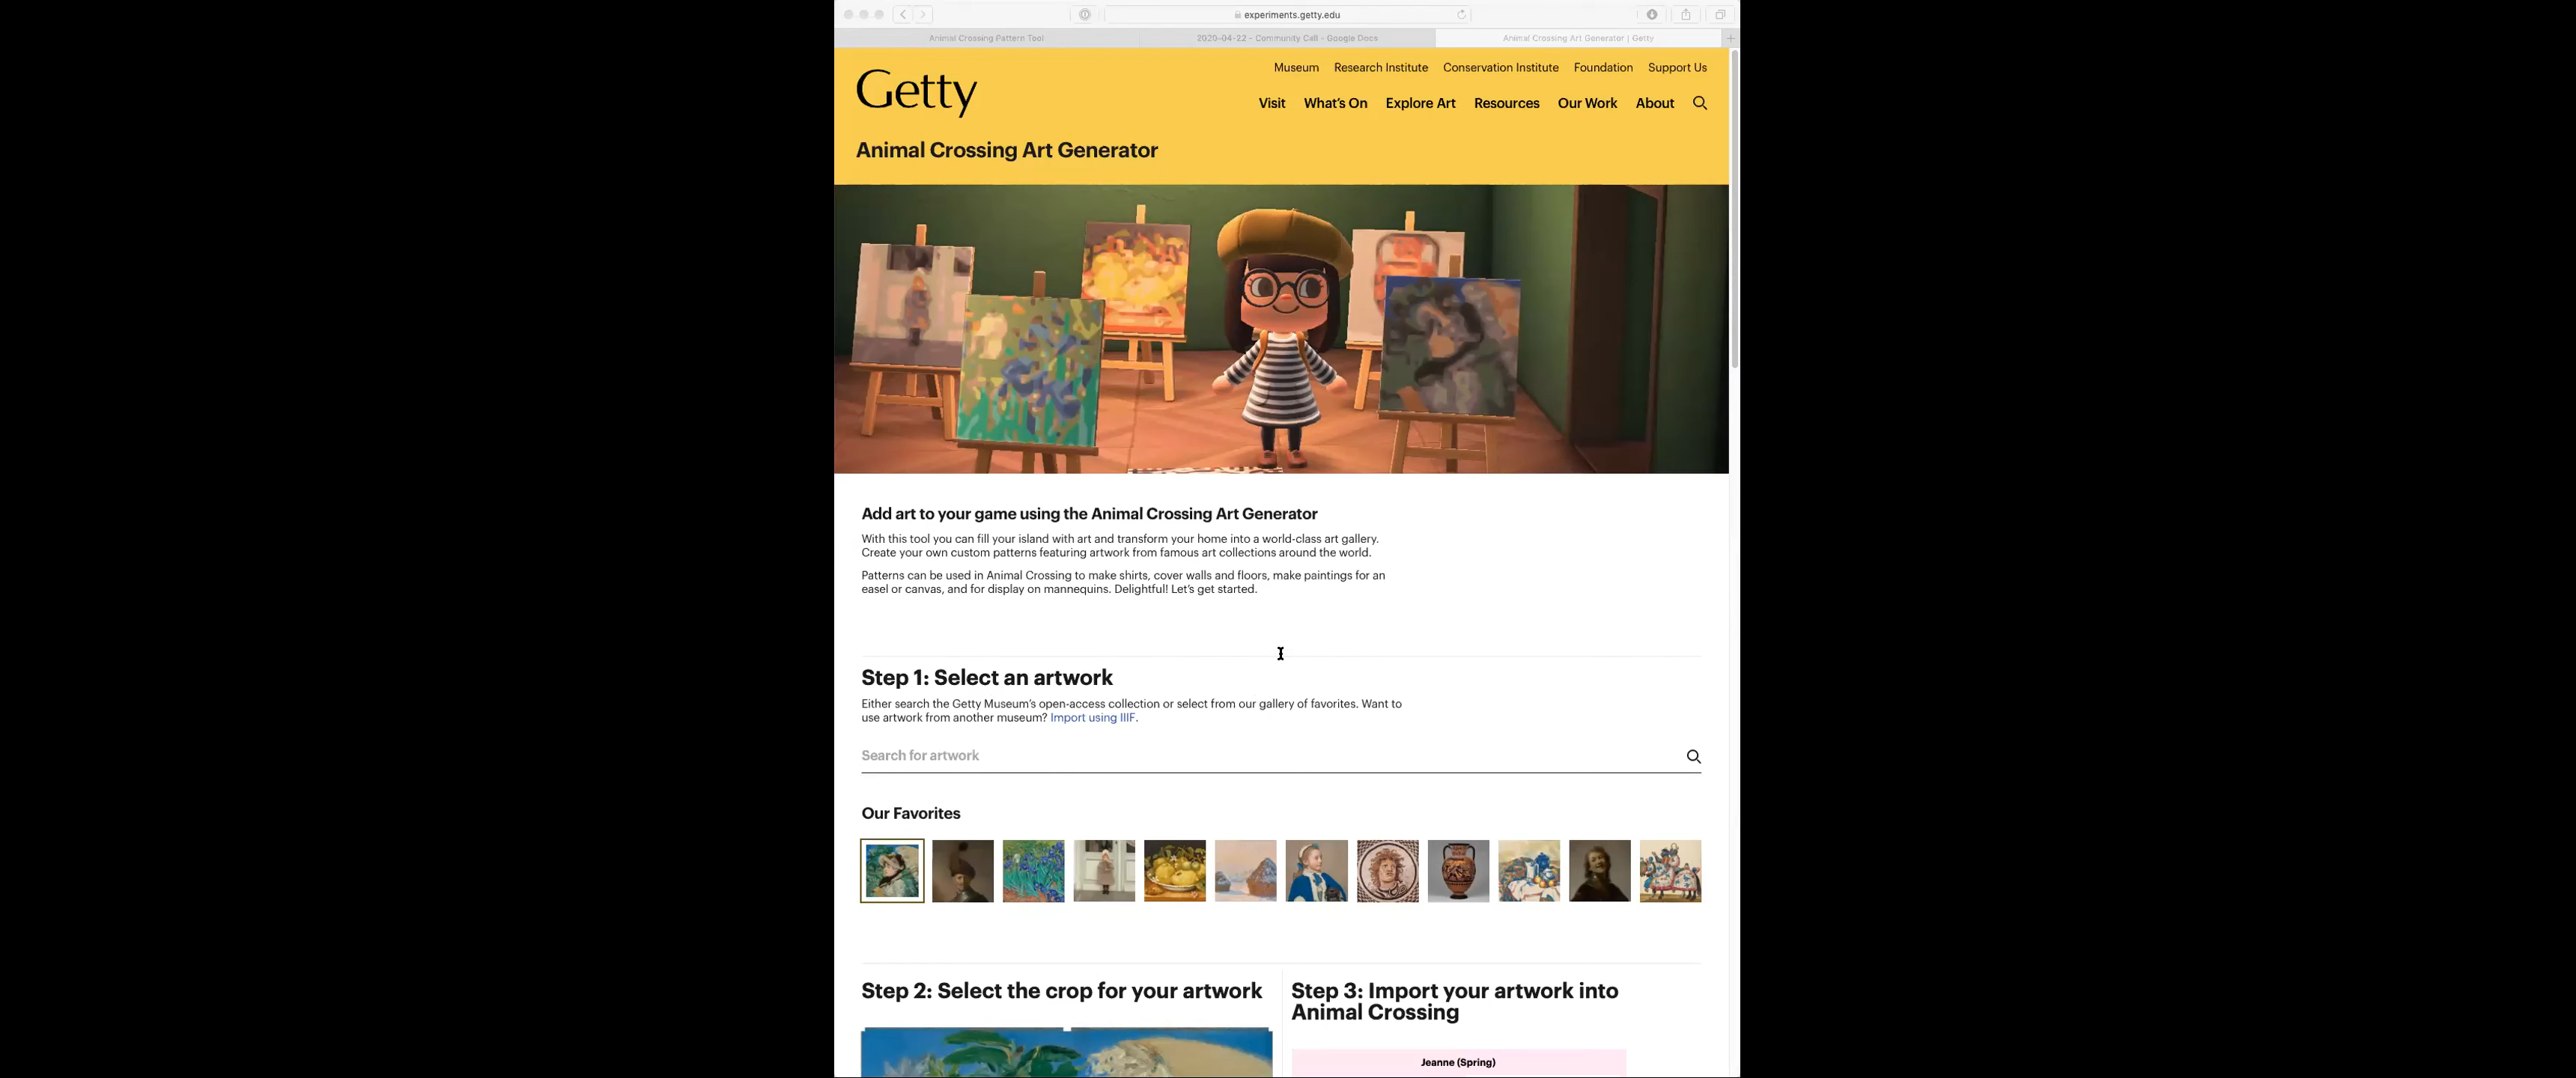 experiments.getty.edu
Animal Crossing Pattern Tool
2020-04-22 - Community Call - Google Docs
Animal Crossing Art Generator | Getty
Museum Research Institute Conservation Institute Foundation Support Us
Getty
Visit What's On Explore Art Resources Our Work About
Animal Crossing Art Generator
Add art to your game using the Animal Crossing Art Generator
With this tool you can fill your island with art and transform your home into a world-class art gallery.
Create your own custom patterns featuring artwork from famous art collections around the world.
Patterns can be used in Animal Crossing to make shirts, cover walls and floors, make paintings for an
easel or canvas, and for display on mannequins. Delightful! Let's get started.
Step 1: Select an artwork
Either search the Getty Museum's open-access collection or select from our gallery of favorites. Want to
use artwork from another museum? Import using IIIF.
Search for artwork
Our Favorites
Step 2: Select the crop for your artwork
Step 3: Import your artwork into
Animal Crossing
Jeanne (Spring)